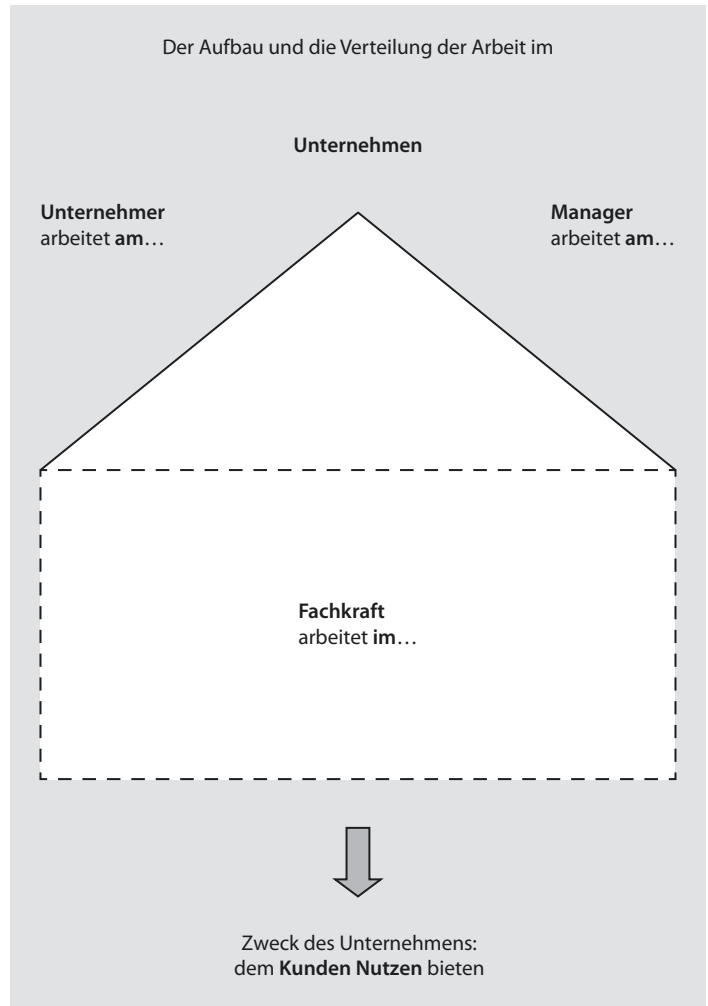 Der Aufbau und die Verteilung der Arbeit im
Unternehmen
Unternehmer
arbeitet am…
Manager
arbeitet am…
Fachkraft
arbeitet im…
Zweck des Unternehmens:
dem Kunden Nutzen bieten